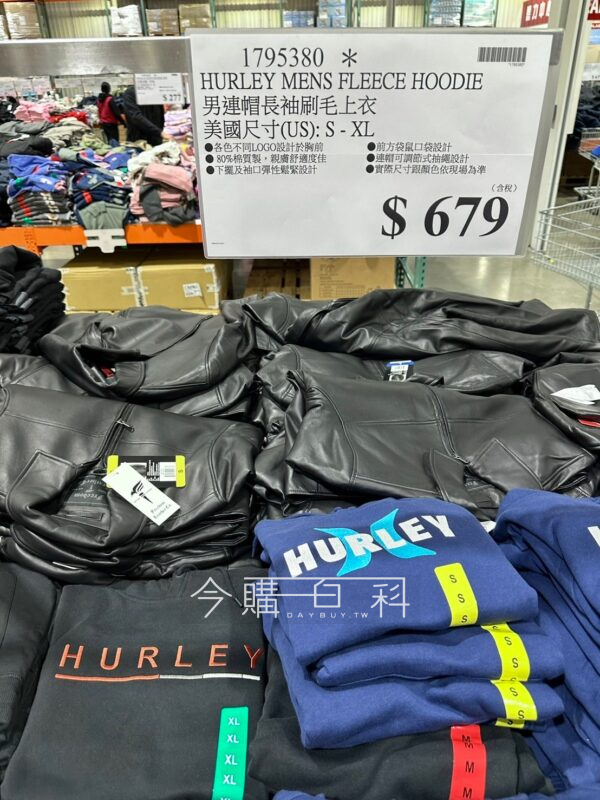 1795380 ＊
HURLEY MENS FLEECE HOODIE
男連帽長袖刷毛上衣
美國尺寸(US): S - XL
●各色不同LOGO設計於胸前
●80%棉質製，親膚舒適度佳
●下擺及袖口彈性鬆緊設計
●前方袋鼠口袋設計
●連帽可調節式抽繩設計
●實際尺寸跟顏色依現場為準
(含稅)
$ 679
$ 277
HURLEY
HURLEY
今購百科
DAYBUY.TW
S
S
S
S
S
S
S
XL
XL
XL
XL
XL
M
M
M
M